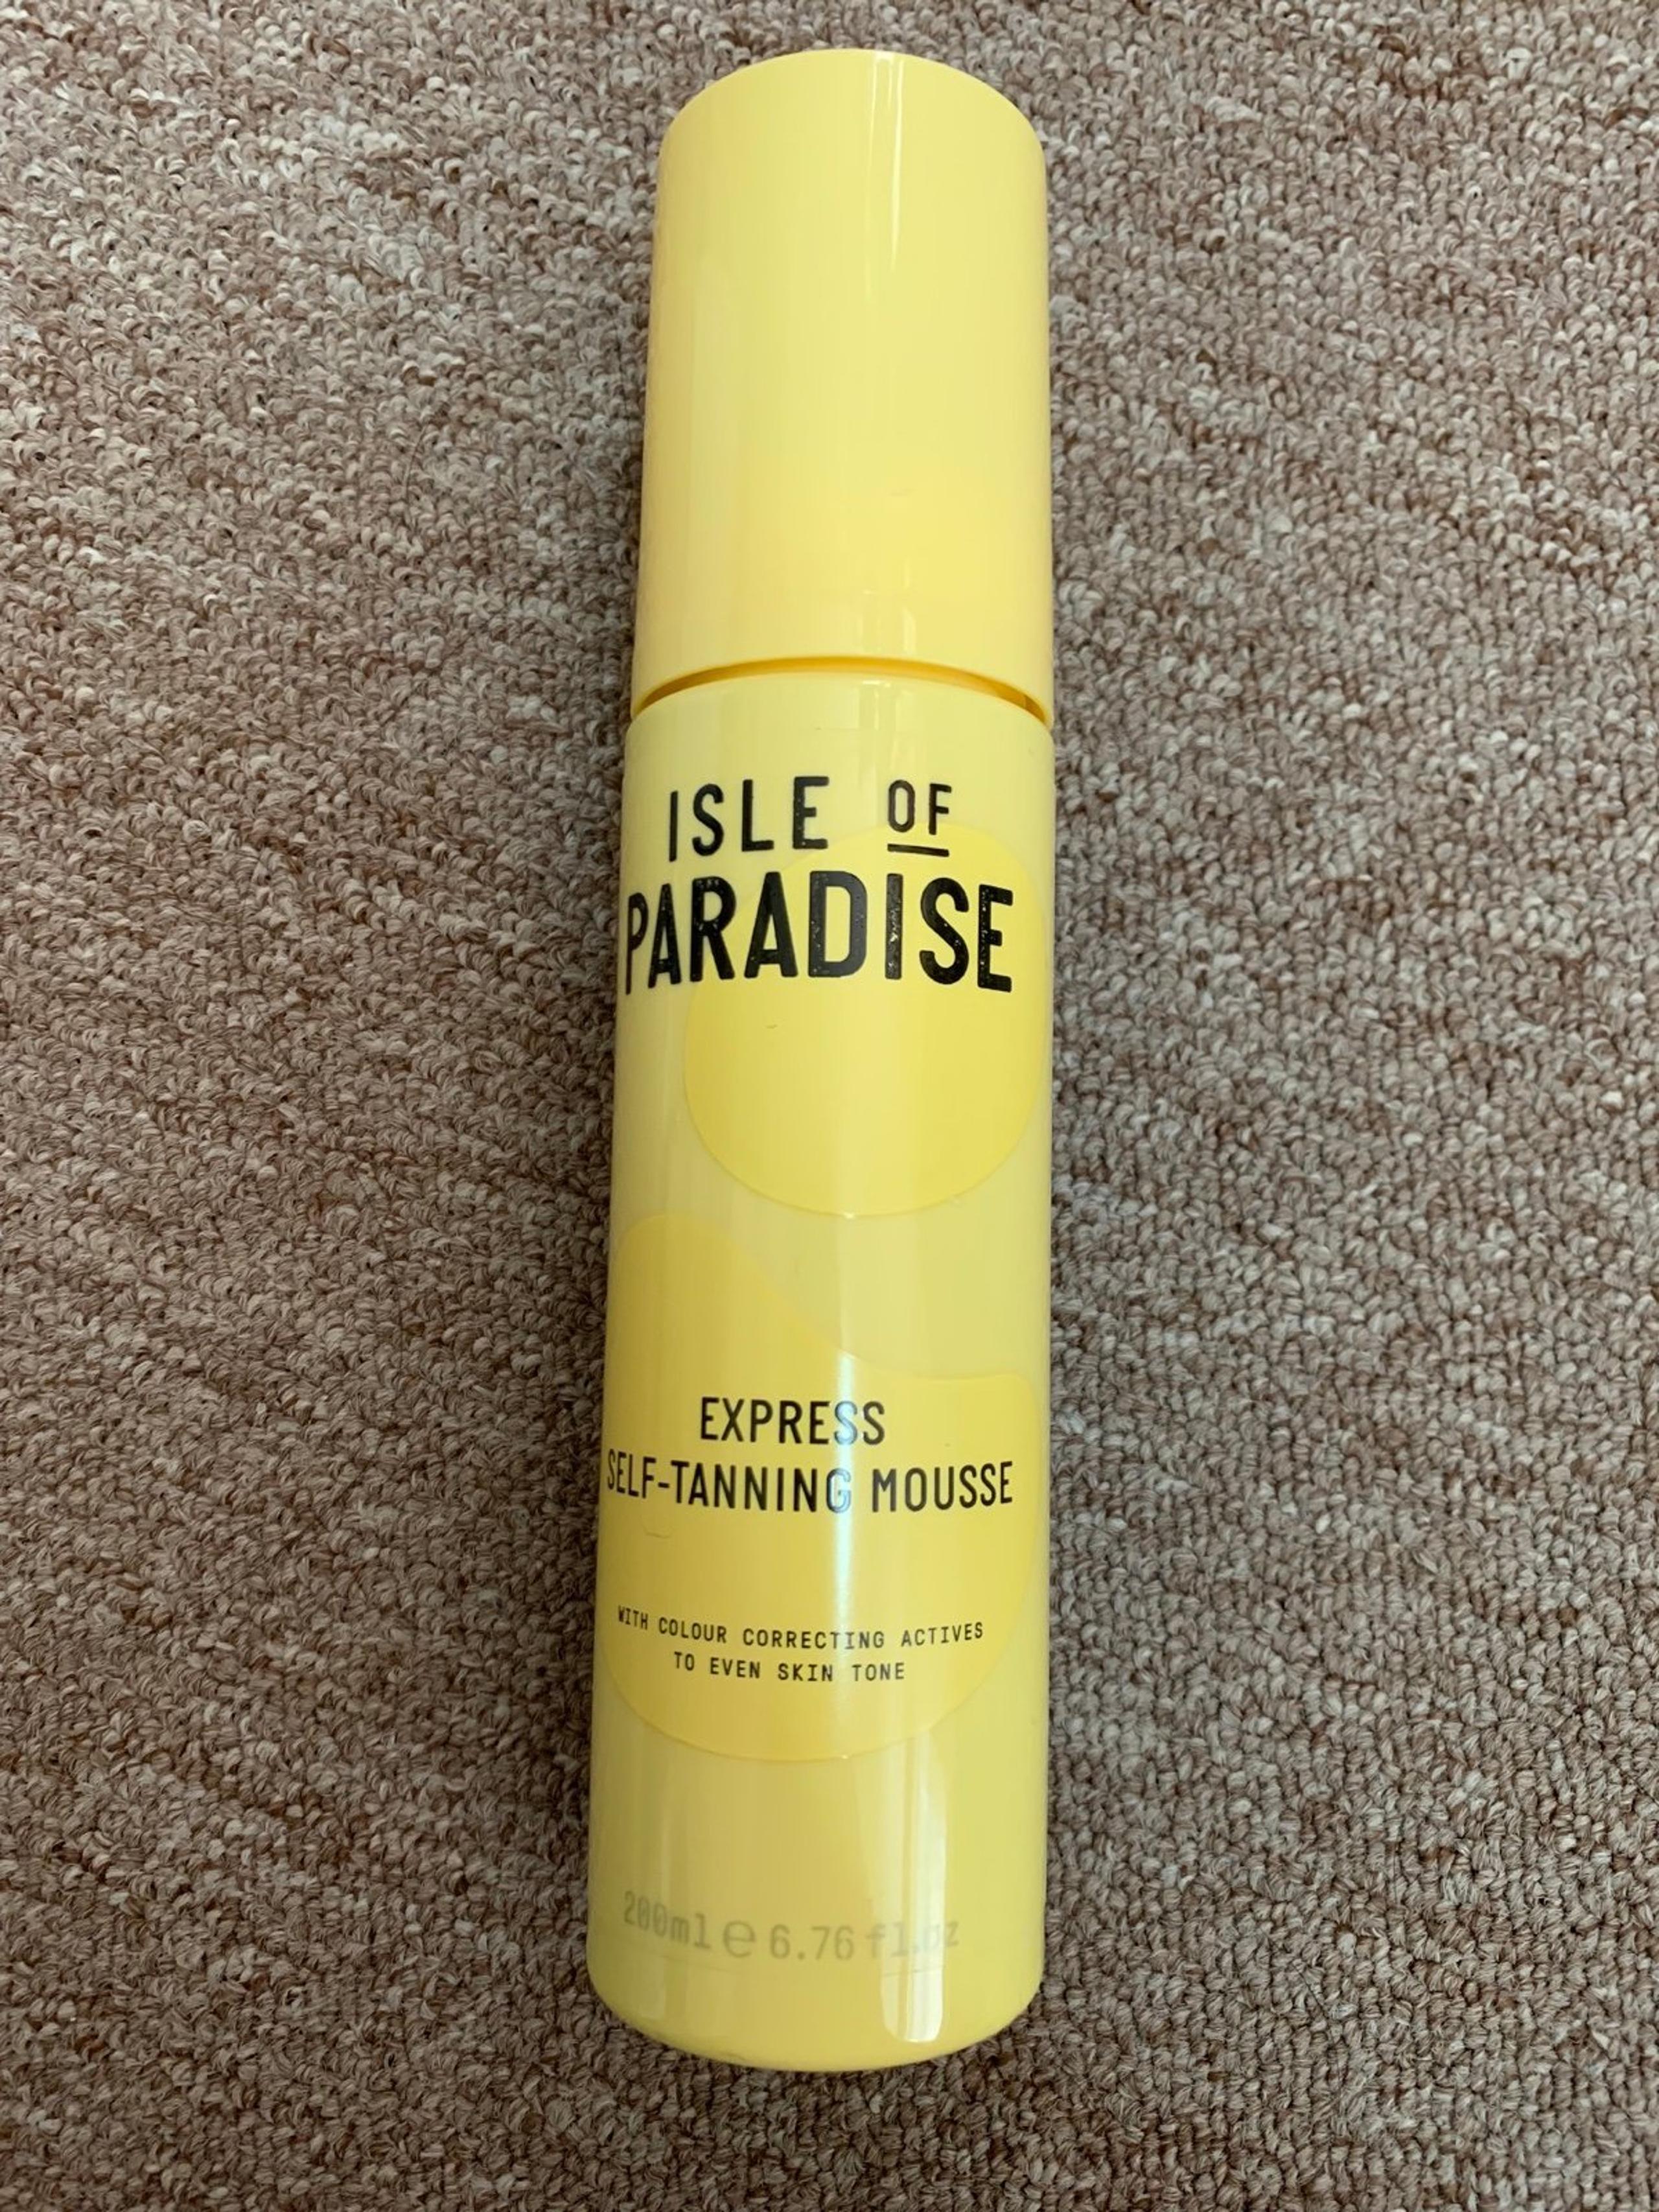 ISLE OF
PARADISE
EXPRESS
SELF-TANNING MOUSSE
WITH COLOUR CORRECTING ACTIVES
TO EVEN SKIN TONE
200ml ℮ 6.76 fl.oz